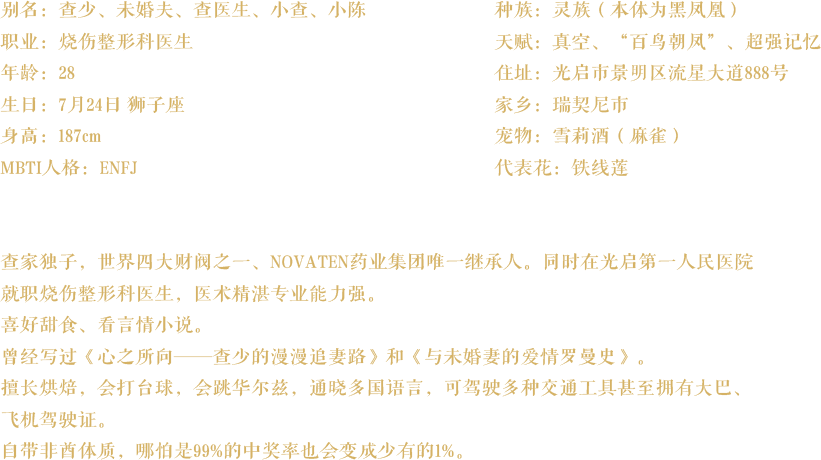 别名：查少、未婚夫、查医生、小查、小陈
职业：烧伤整形科医生
年龄：28
生日：7月24日 狮子座
身高：187cm
MBTI人格：ENFJ
种族：灵族（本体为黑凤凰）
天赋：真空、“百鸟朝凤”、超强记忆
住址：光启市景明区流星大道888号
家乡：瑞契尼市
宠物：雪莉酒（麻雀）
代表花：铁线莲
查家独子，世界四大财阀之一、NOVATEN药业集团唯一继承人。同时在光启第一人民医院
就职烧伤整形科医生，医术精湛专业能力强。
喜好甜食、看言情小说。
曾经写过《心之所向——查少的漫漫追妻路》和《与未婚妻的爱情罗曼史》。
擅长烘焙，会打台球，会跳华尔兹，通晓多国语言，可驾驶多种交通工具甚至拥有大巴、
飞机驾驶证。
自带非酋体质，哪怕是99%的中奖率也会变成少有的1%。